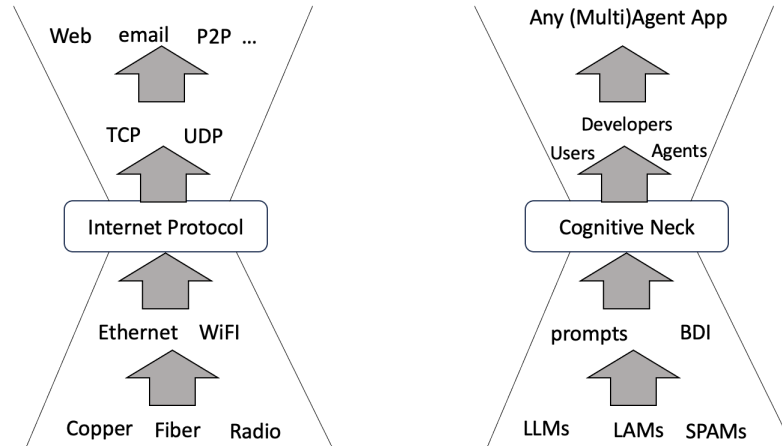 Web email P2P ...
TCP UDP
Internet Protocol
Ethernet WiFI
Copper Fiber Radio
Any (Multi)Agent App
Developers
Users Agents
Cognitive Neck
prompts BDI
LLMs LAMs SPAMs